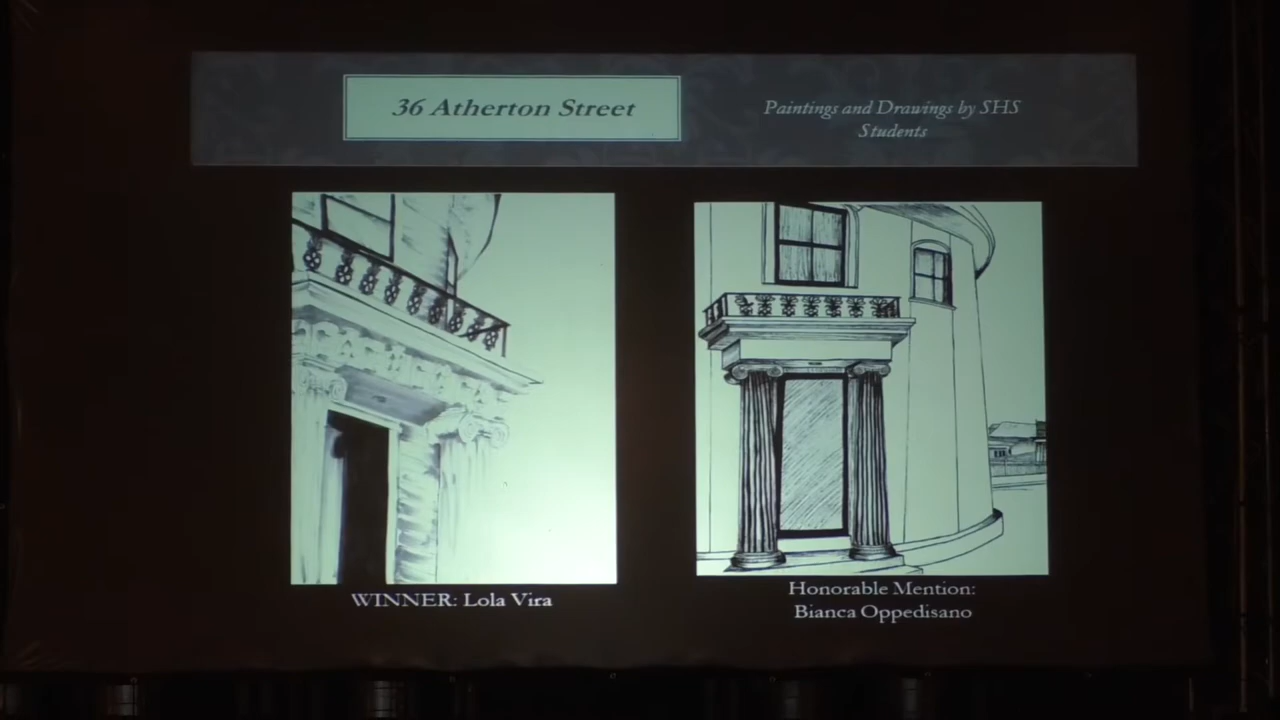 36 Atherton Street
Paintings and Drawings by SHS
Students
WINNER: Lola Vira
Honorable Mention:
Bianca Oppedisano